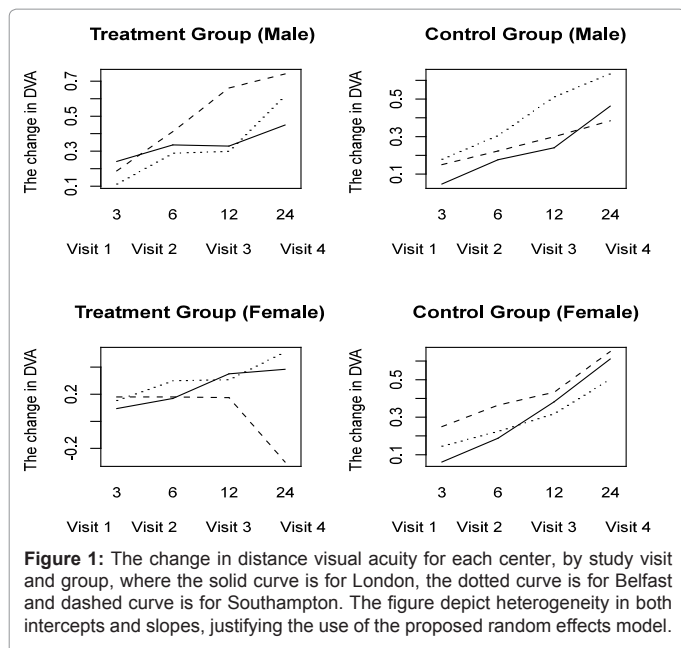 Treatment Group (Male)
The change in DVA
0.1 0.3 0.5 0.7
3 6 12 24
Visit 1 Visit 2 Visit 3 Visit 4
Control Group (Male)
The change in DVA
0.1 0.3 0.5
3 6 12 24
Visit 1 Visit 2 Visit 3 Visit 4
Treatment Group (Female)
The change in DVA
-0.2 0.2
3 6 12 24
Visit 1 Visit 2 Visit 3 Visit 4
Control Group (Female)
The change in DVA
0.1 0.3 0.5
3 6 12 24
Visit 1 Visit 2 Visit 3 Visit 4
Figure 1: The change in distance visual acuity for each center, by study visit
and group, where the solid curve is for London, the dotted curve is for Belfast
and dashed curve is for Southampton. The figure depict heterogeneity in both
intercepts and slopes, justifying the use of the proposed random effects model.